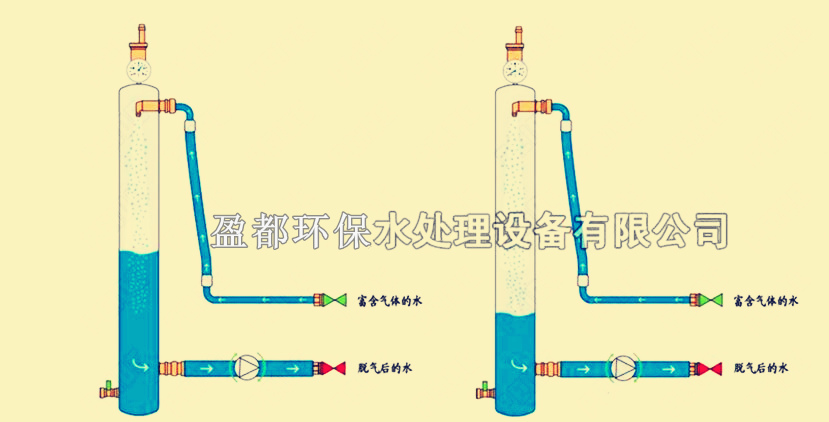 盈都环保水处理设备有限公司
富含气体的水
富含气体的水
脱气后的水
脱气后的水